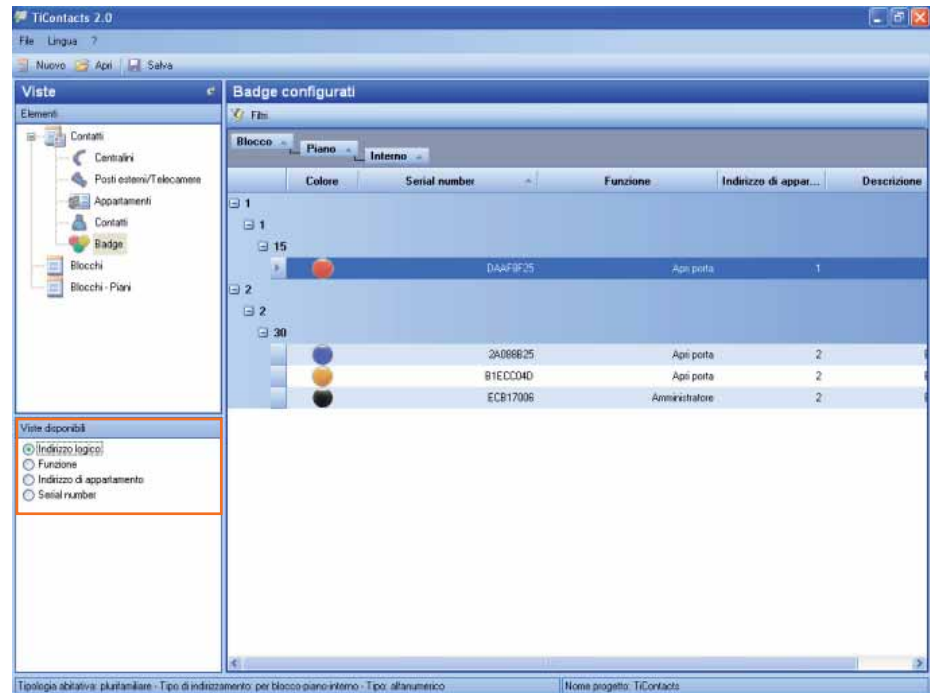 TiContacts 2.0
File Lingua ?
Nuovo Apri Salva
Viste
Elementi
Contatti
Centralini
Posti esterni/Telecamere
Appartamenti
Contatti
Badge
Blocchi
Blocchi - Piani
Viste disponibili
Indirizzo logico
Funzione
Indirizzo di appartamento
Serial number
Badge configurati
Filtri
Blocco
Piano
Interno
Colore Serial number Funzione Indirizzo di appar... Descrizione
1
1
15
DAAF9F25 Apri porta 1
2
2
30
2A088B25 Apri porta 2
B1ECC04D Apri porta 2
ECB17006 Amministratore 2
Tipologia abitativa: plurifamiliare - Tipo di indirizzamento: per blocco-piano-interno - Tipo: alfanumerico
Nome progetto: TiContacts